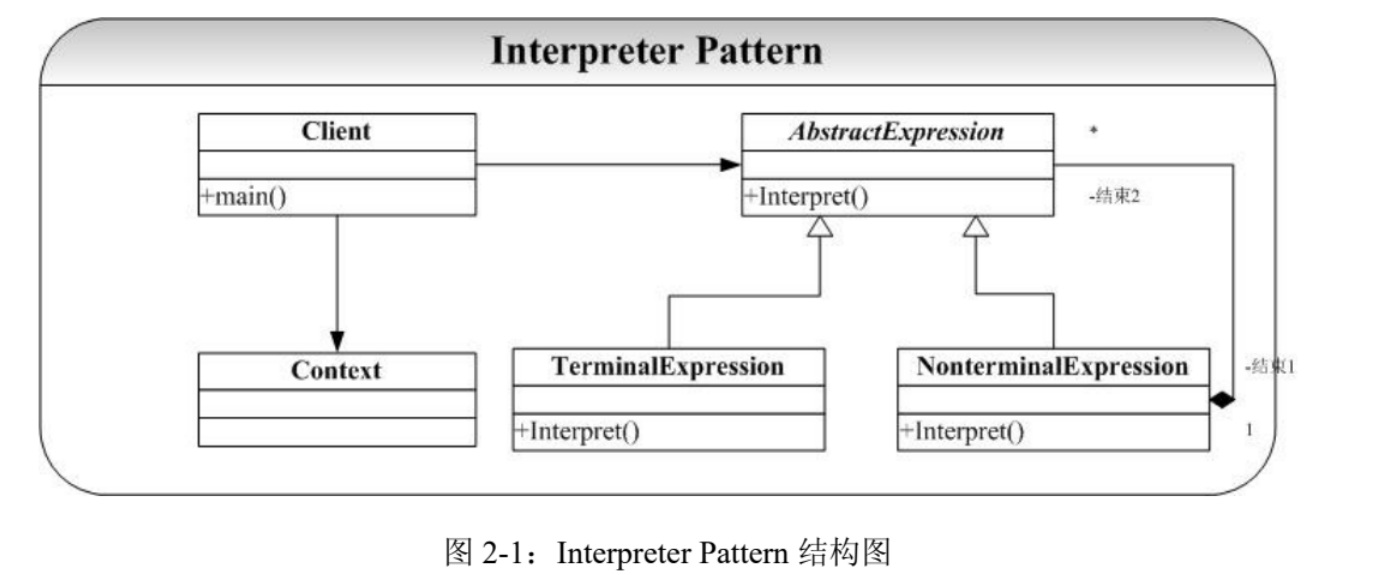 Interpreter Pattern
Client
+main()
AbstractExpression
+Interpret()
*
-结束2
Context
TerminalExpression
+Interpret()
NonterminalExpression
+Interpret()
-结束1
1
图 2-1：Interpreter Pattern 结构图